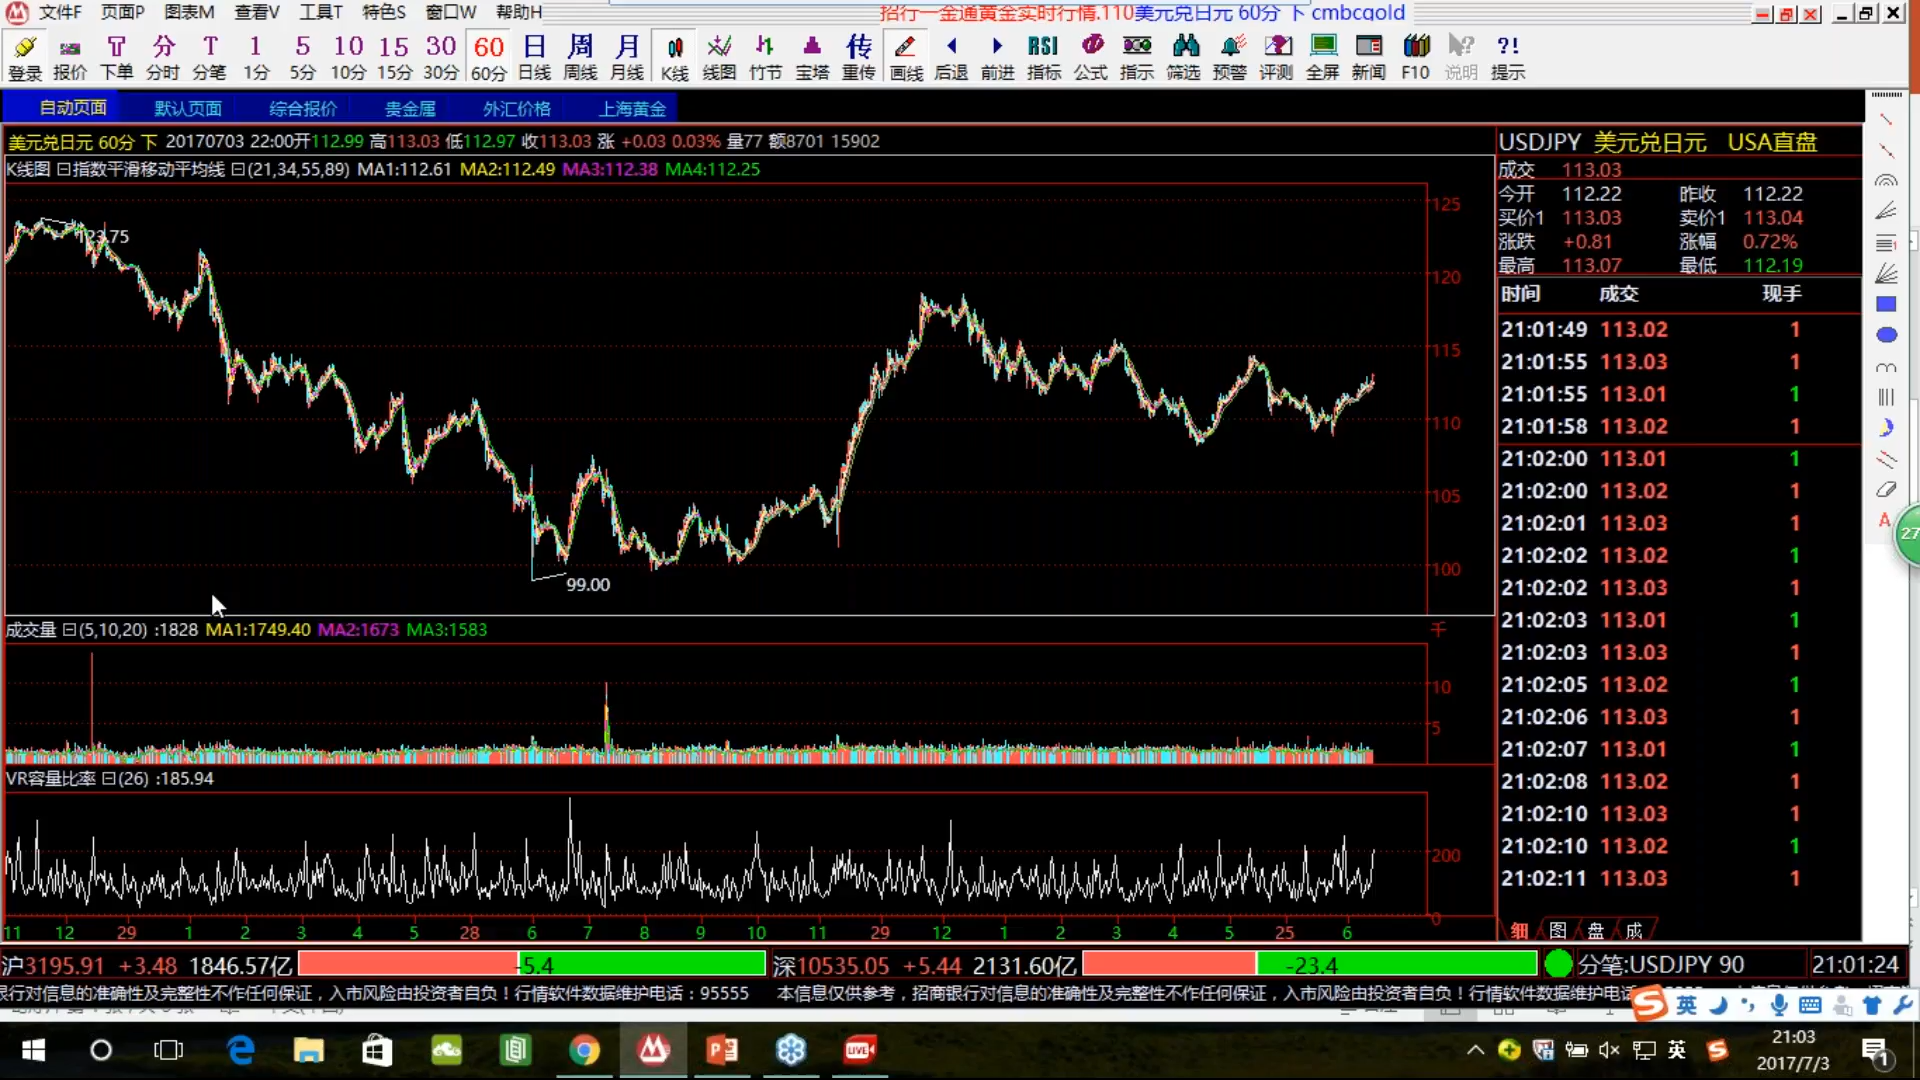 文件F 页面P 图表M 查看V 工具T 特色S 窗口W 帮助H 招行一金通黄金实时行情.110美元兑日元 60分 下 cmbcgold
T 分 T 1 5 10 15 30 60 日 周 月 传 RSI ?!
登录 报价 下单 分时 分笔 1分 5分 10分 15分 30分 60分 日线 周线 月线 K线 线图 竹节 宝塔 重传 画线 后退 前进 指标 公式 指示 筛选 预警 评测 全屏 新闻 F10 说明 提示
自动页面 默认页面 综合报价 贵金属 外汇价格 上海黄金
美元兑日元 60分 下 20170703 22:00开112.99 高113.03 低112.97 收113.03 涨 +0.03 0.03% 量77 额8701 15902
K线图 指数平滑移动平均线 (21,34,55,89) MA1:112.61 MA2:112.49 MA3:112.38 MA4:112.25
125
123.75
120
115
110
105
100
99.00
成交量 (5,10,20) :1828 MA1:1749.40 MA2:1673 MA3:1583 千
10
5
VR容量比率 (26) :185.94
200
0
11 12 29 1 2 3 4 5 28 6 7 8 9 10 11 29 12 1 2 3 4 5 25 6
USDJPY 美元兑日元 USA直盘
成交 113.03
今开 112.22 昨收 112.22
买价1 113.03 卖价1 113.04
涨跌 +0.81 涨幅 0.72%
最高 113.07 最低 112.19
时间 成交 现手
21:01:49 113.02 1
21:01:55 113.03 1
21:01:55 113.01 1
21:01:58 113.02 1
21:02:00 113.01 1
21:02:00 113.02 1
21:02:01 113.03 1
21:02:02 113.02 1
21:02:02 113.03 1
21:02:03 113.01 1
21:02:03 113.03 1
21:02:05 113.02 1
21:02:06 113.03 1
21:02:07 113.01 1
21:02:08 113.02 1
21:02:10 113.03 1
21:02:10 113.02 1
21:02:11 113.03 1
细 图 盘 成
A
27
沪3195.91 +3.48 1846.57亿 -5.4 深10535.05 +5.44 2131.60亿 -23.4 分笔:USDJPY 90 21:01:24
银行对信息的准确性及完整性不作任何保证，入市风险由投资者自负！行情软件数据维护电话：95555 本信息仅供参考，招商银行对信息的准确性及完整性不作任何保证，入市风险由投资者自负！行情软件数据维护电话
S 英
LIVE 英 S 21:03
2017/7/3 1